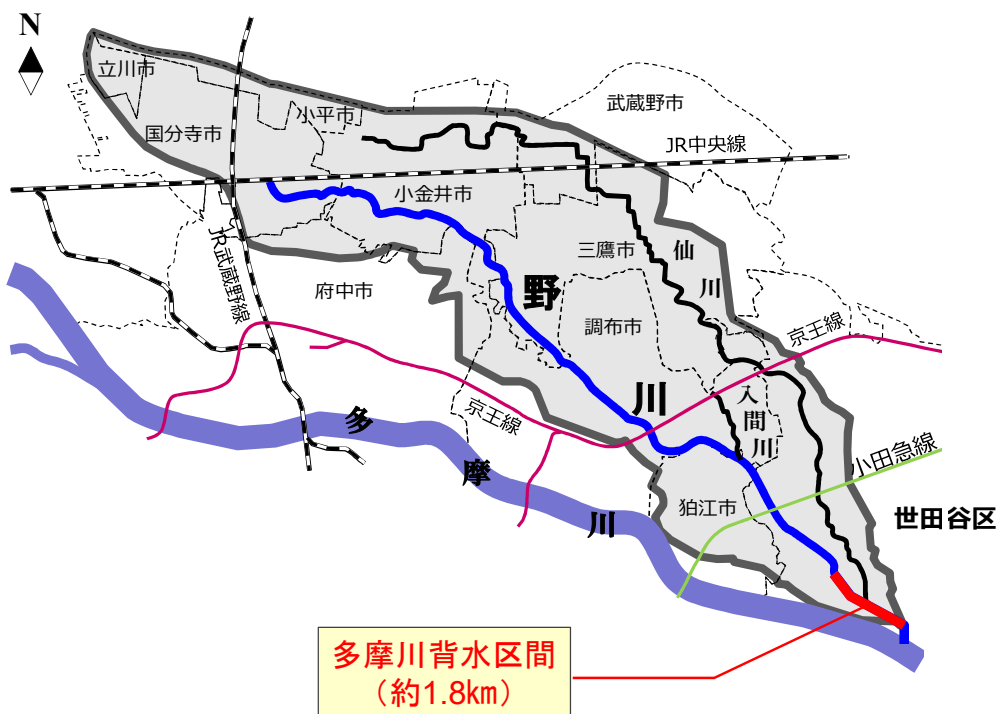 N
立川市
武蔵野市
小平市
国分寺市
JR中央線
小金井市
仙川
三鷹市
JR武蔵野線
府中市
野川
調布市
京王線
入間川
京王線
多摩川
小田急線
狛江市
世田谷区
多摩川背水区間
（約1.8km）